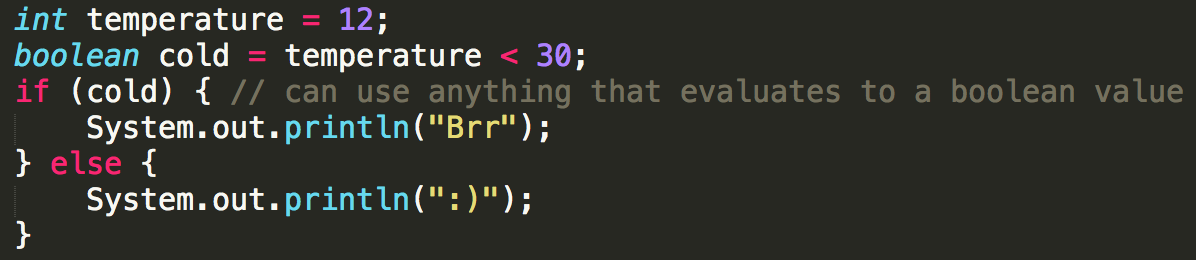 int temperature = 12;
boolean cold = temperature < 30;
if (cold) { // can use anything that evaluates to a boolean value
    System.out.println("Brr");
} else {
    System.out.println(":)");
}